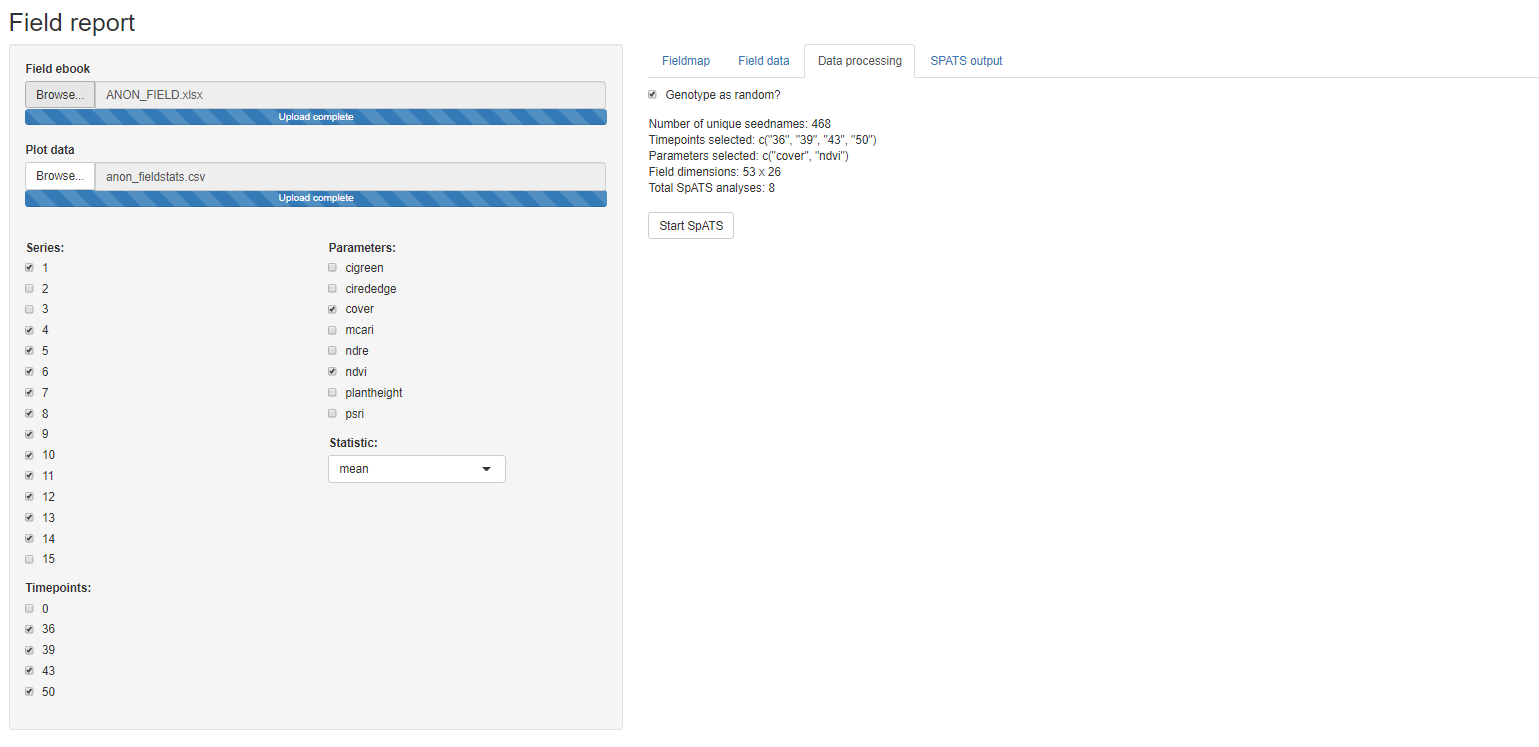 Field report
Field ebook
Browse... ANON_FIELD.xlsx
Upload complete
Plot data
Browse... anon_fieldstats.csv
Upload complete
Series:
1
2
3
4
5
6
7
8
9
10
11
12
13
14
15
Timepoints:
0
36
39
43
50
Parameters:
cigreen
cirededge
cover
mcari
ndre
ndvi
plantheight
psri
Statistic:
mean
Fieldmap Field data Data processing SPATS output
Genotype as random?
Number of unique seednames: 468
Timepoints selected: c("36", "39", "43", "50")
Parameters selected: c("cover", "ndvi")
Field dimensions: 53 x 26
Total SpATS analyses: 8
Start SpATS